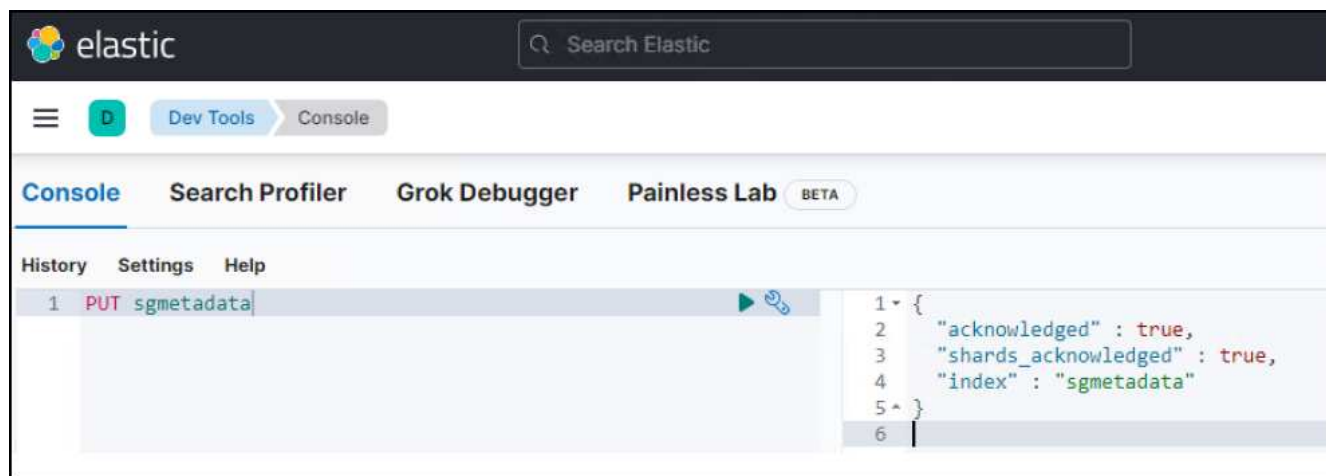 elastic
Search Elastic
D
Dev Tools
Console
Console
Search Profiler
Grok Debugger
Painless Lab
BETA
History
Settings
Help
1 PUT sgmetadata
1 {
2 "acknowledged" : true,
3 "shards_acknowledged" : true,
4 "index" : "sgmetadata"
5 }
6